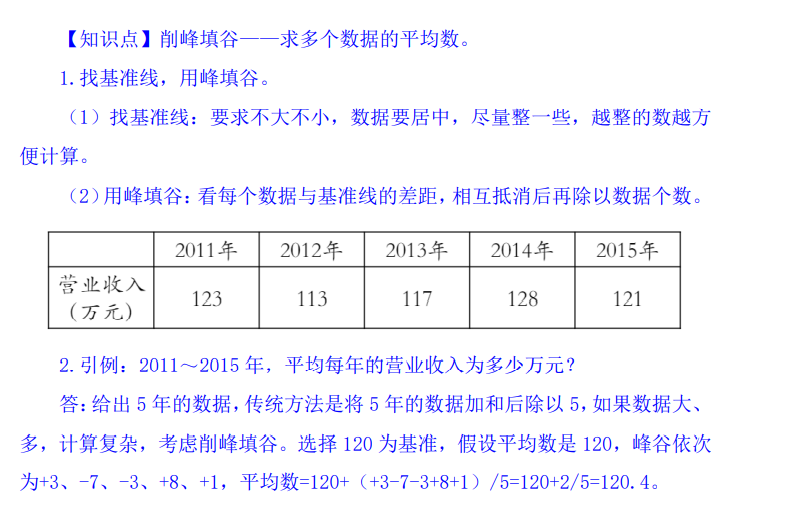 【知识点】削峰填谷——求多个数据的平均数。
1.找基准线，用峰填谷。
（1）找基准线：要求不大不小，数据要居中，尽量整一些，越整的数越方
便计算。
（2）用峰填谷：看每个数据与基准线的差距，相互抵消后再除以数据个数。
2011年 2012年 2013年 2014年 2015年
营业收入
（万元） 123 113 117 128 121
2.引例：2011～2015 年，平均每年的营业收入为多少万元？
答：给出 5 年的数据，传统方法是将 5 年的数据加和后除以 5，如果数据大、
多，计算复杂，考虑削峰填谷。选择 120 为基准，假设平均数是 120，峰谷依次
为+3、-7、-3、+8、+1，平均数=120+（+3-7-3+8+1）/5=120+2/5=120.4。